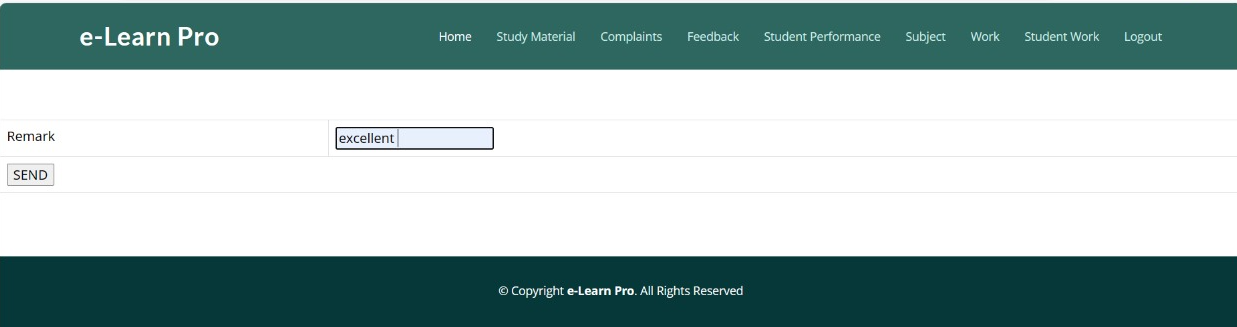 e-Learn Pro
Home Study Material Complaints Feedback Student Performance Subject Work Student Work Logout
Remark excellent
SEND
© Copyright e-Learn Pro. All Rights Reserved